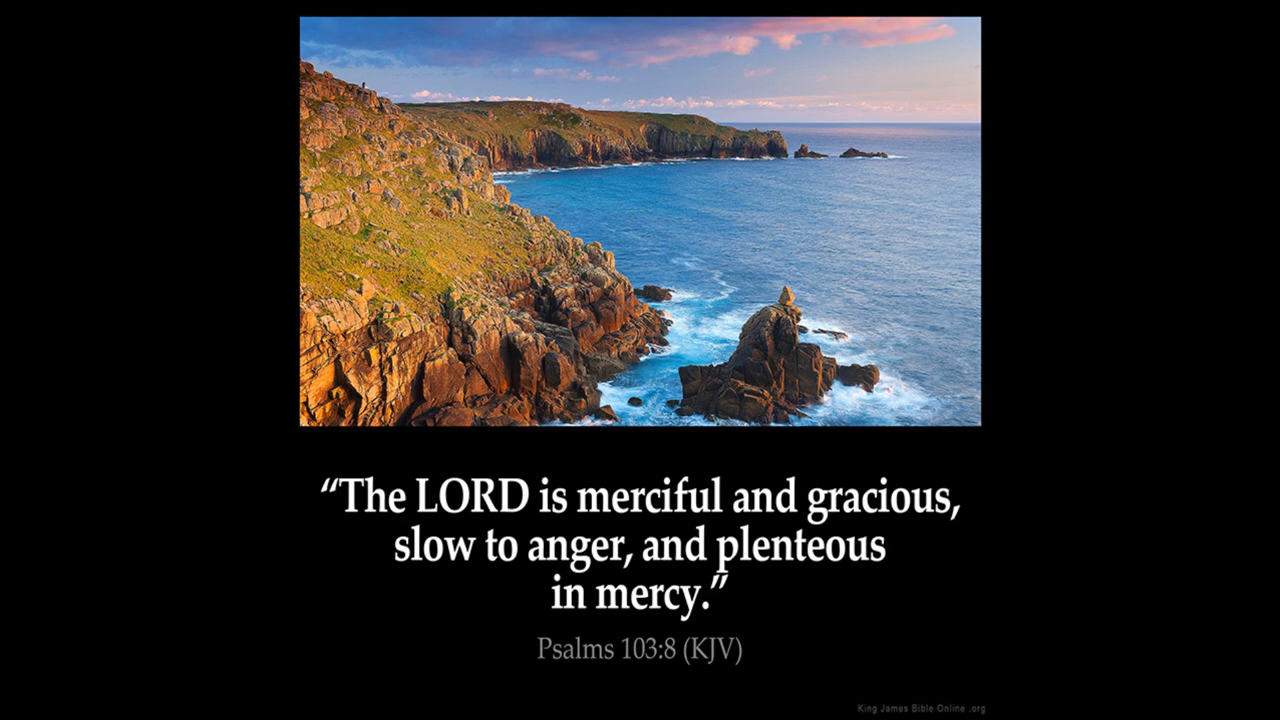 “The LORD is merciful and gracious,
slow to anger, and plenteous
in mercy.”
Psalms 103:8 (KJV)
King James Bible Online .org